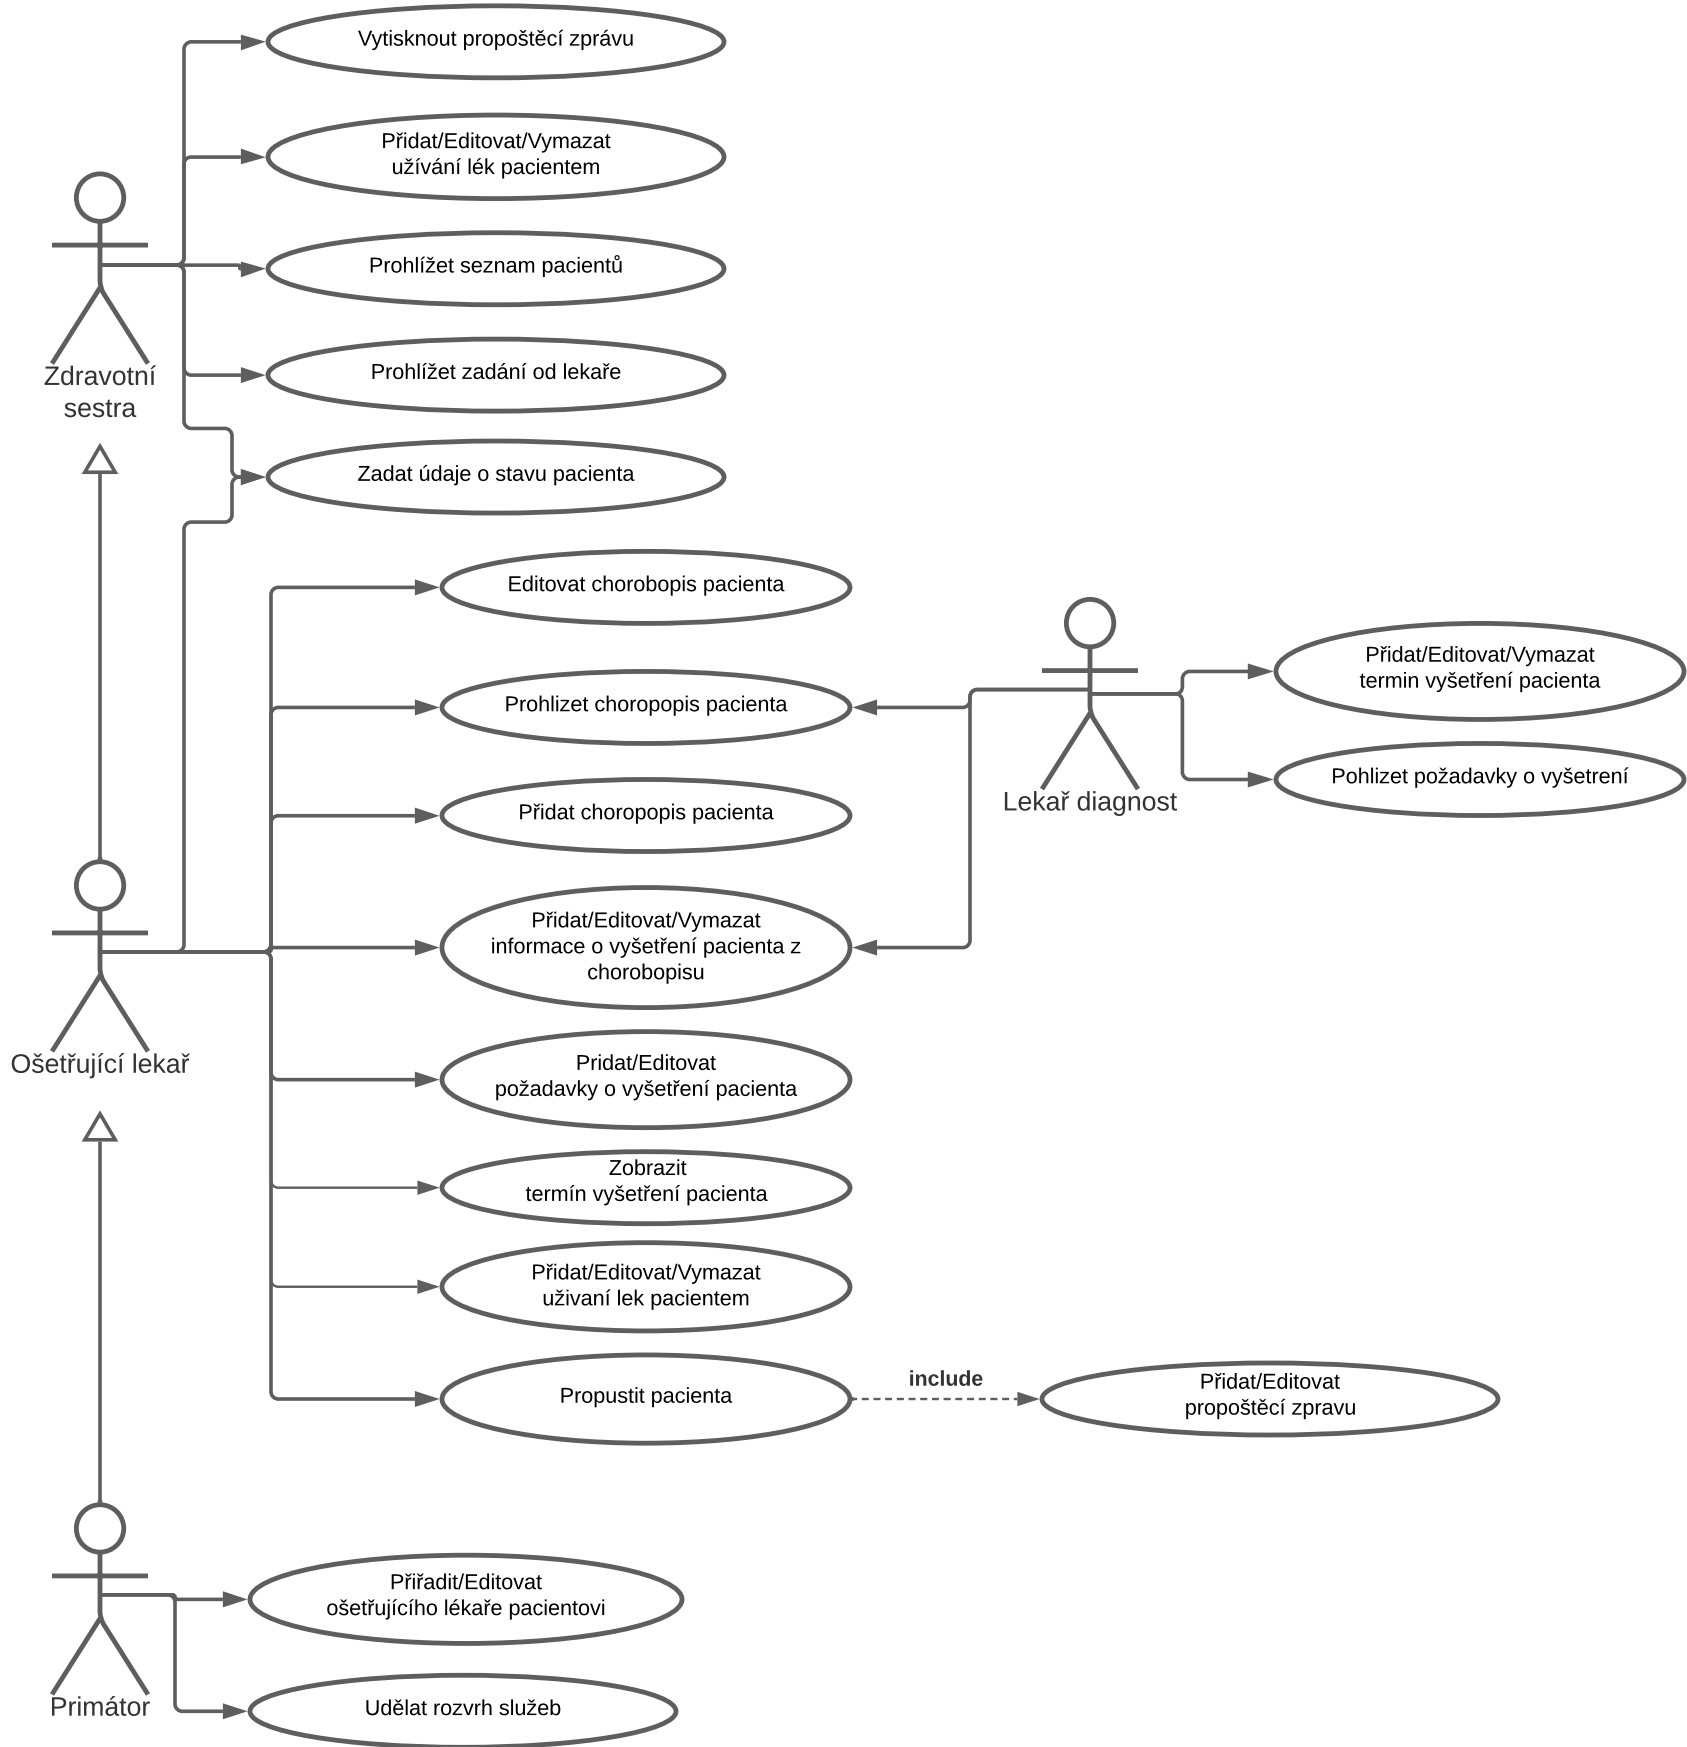 Vytisknout propoštěcí zprávu
Přidat/Editovat/Vymazat
užívání lék pacientem
Prohlížet seznam pacientů
Zdravotní
sestra
Prohlížet zadání od lekaře
Zadat údaje o stavu pacienta
Editovat chorobopis pacienta
Prohlizet choropopis pacienta
Přidat choropopis pacienta
Lekař diagnost
Přidat/Editovat/Vymazat
termin vyšetření pacienta
Pohlizet požadavky o vyšetrení
Přidat/Editovat/Vymazat
informace o vyšetření pacienta z
chorobopisu
Ošetřující lekař
Pridat/Editovat
požadavky o vyšetření pacienta
Zobrazit
termín vyšetření pacienta
Přidat/Editovat/Vymazat
uživaní lek pacientem
Propustit pacienta
include
Přidat/Editovat
propoštěcí zpravu
Přiřadit/Editovat
ošetřujícího lékaře pacientovi
Primátor
Udělat rozvrh služeb